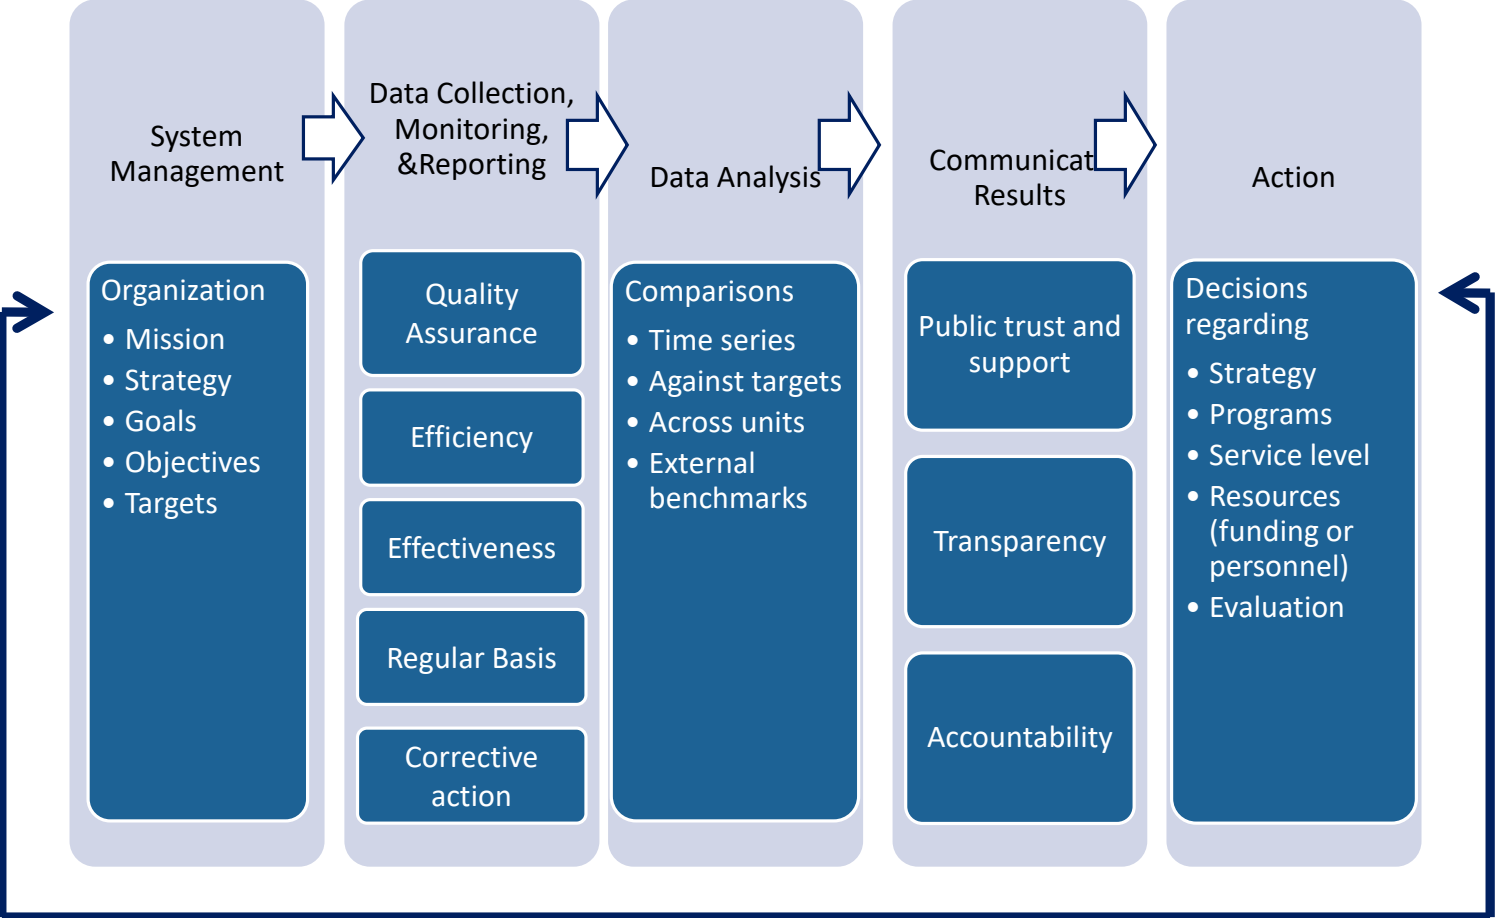 System
Management
Organization
• Mission
• Strategy
• Goals
• Objectives
• Targets
Data Collection,
Monitoring,
&Reporting
Quality
Assurance
Efficiency
Effectiveness
Regular Basis
Corrective
action
Data Analysis
Comparisons
• Time series
• Against targets
• Across units
• External
benchmarks
Communicat
Results
Public trust and
support
Transparency
Accountability
Action
Decisions
regarding
• Strategy
• Programs
• Service level
• Resources
(funding or
personnel)
• Evaluation